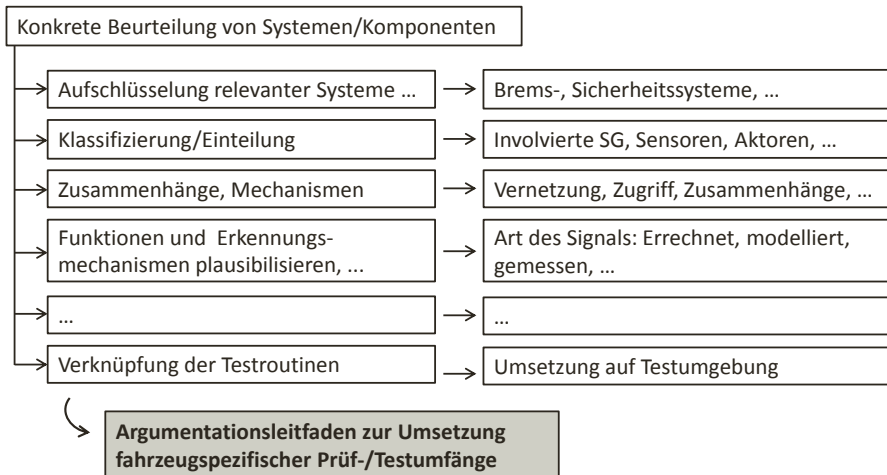 Konkrete Beurteilung von Systemen/Komponenten
Aufschlüsselung relevanter Systeme ...
Brems-, Sicherheitssysteme, ...
Klassifizierung/Einteilung
Involvierte SG, Sensoren, Aktoren, ...
Zusammenhänge, Mechanismen
Vernetzung, Zugriff, Zusammenhänge, ...
Funktionen und Erkennungs-
mechanismen plausibilisieren, ...
Art des Signals: Errechnet, modelliert,
gemessen, ...
...
...
Verknüpfung der Testroutinen
Umsetzung auf Testumgebung
Argumentationsleitfaden zur Umsetzung
fahrzeugspezifischer Prüf-/Testumfänge